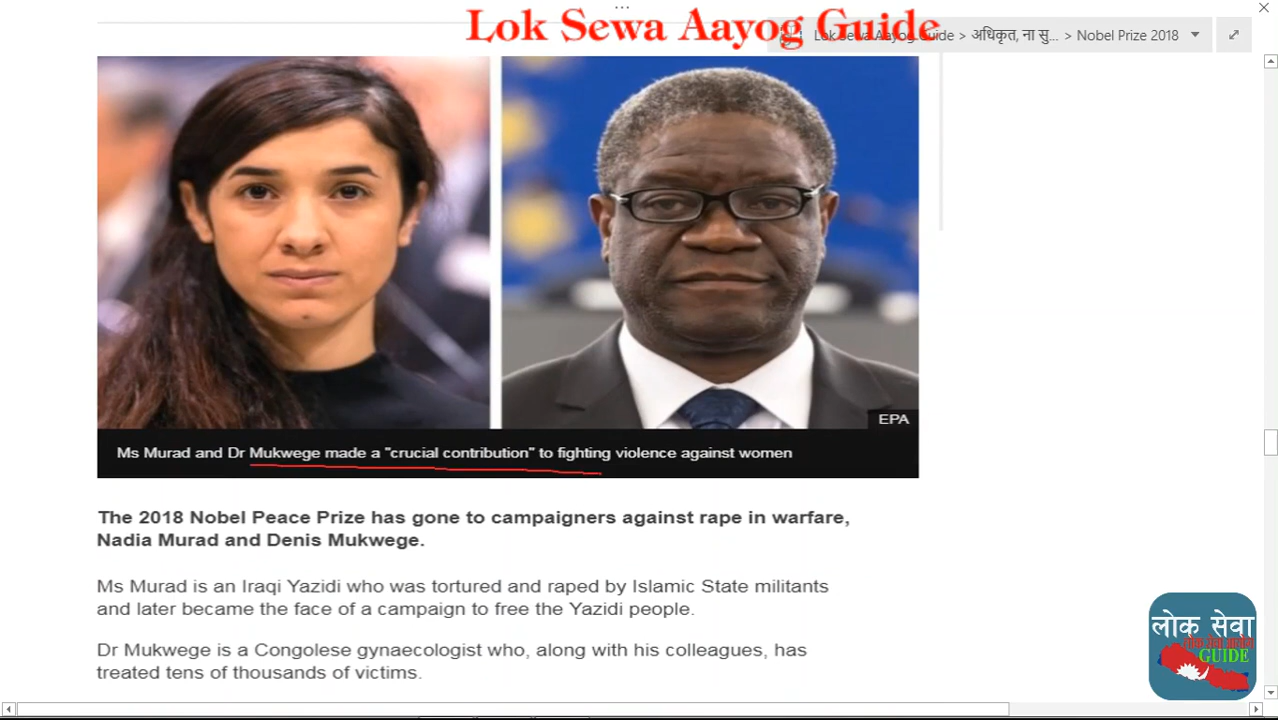 Lok Sewa Aayog Guide
Lok Sewa Aayog Guide > अधिकृत, ना सु... > Nobel Prize 2018
EPA
Ms Murad and Dr Mukwege made a "crucial contribution" to fighting violence against women
The 2018 Nobel Peace Prize has gone to campaigners against rape in warfare,
Nadia Murad and Denis Mukwege.
Ms Murad is an Iraqi Yazidi who was tortured and raped by Islamic State militants
and later became the face of a campaign to free the Yazidi people.
Dr Mukwege is a Congolese gynaecologist who, along with his colleagues, has
treated tens of thousands of victims.
लोक सेवा
लोक सेवा आयोग
GUIDE